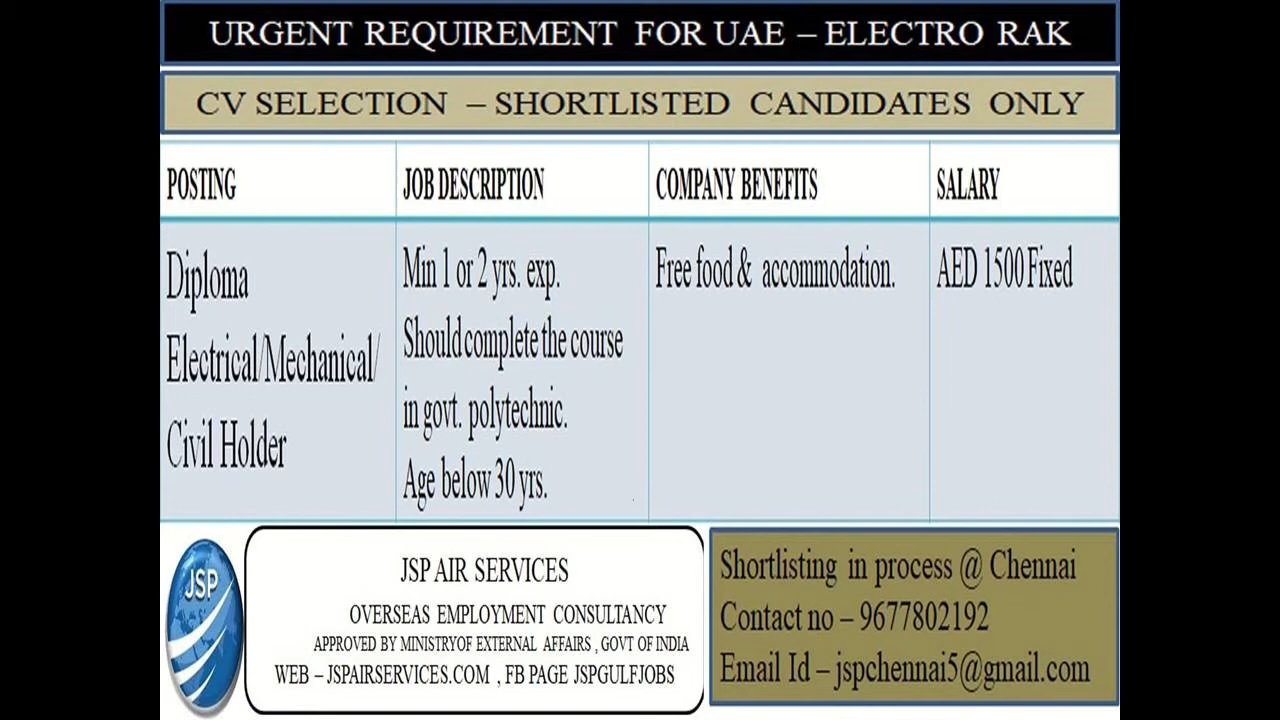 URGENT REQUIREMENT FOR UAE – ELECTRO RAK
CV SELECTION – SHORTLISTED CANDIDATES ONLY
POSTING JOB DESCRIPTION COMPANY BENEFITS SALARY
Diploma
Electrical/Mechanical/
Civil Holder
Min 1 or 2 yrs. exp.
Should complete the course
in govt. polytechnic.
Age below 30 yrs.
Free food & accommodation.
AED 1500 Fixed
JSP
JSP AIR SERVICES
OVERSEAS EMPLOYMENT CONSULTANCY
APPROVED BY MINISTRYOF EXTERNAL AFFAIRS , GOVT OF INDIA
WEB – JSPAIRSERVICES.COM , FB PAGE JSPGULFJOBS
Shortlisting in process @ Chennai
Contact no – 9677802192
Email Id – jspchennai5@gmail.com